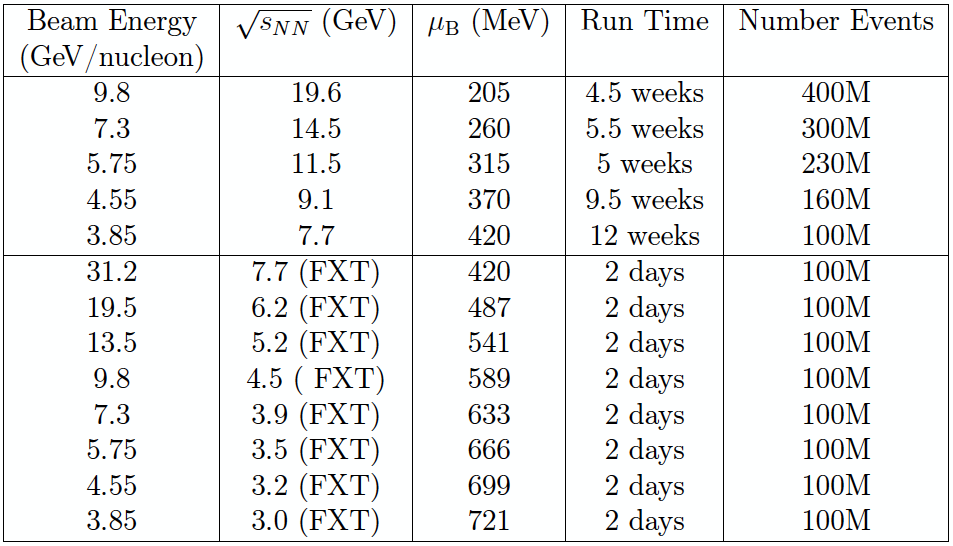 Beam Energy √sNN (GeV) μB (MeV) Run Time Number Events
(GeV/nucleon)
9.8 19.6 205 4.5 weeks 400M
7.3 14.5 260 5.5 weeks 300M
5.75 11.5 315 5 weeks 230M
4.55 9.1 370 9.5 weeks 160M
3.85 7.7 420 12 weeks 100M
31.2 7.7 (FXT) 420 2 days 100M
19.5 6.2 (FXT) 487 2 days 100M
13.5 5.2 (FXT) 541 2 days 100M
9.8 4.5 ( FXT) 589 2 days 100M
7.3 3.9 (FXT) 633 2 days 100M
5.75 3.5 (FXT) 666 2 days 100M
4.55 3.2 (FXT) 699 2 days 100M
3.85 3.0 (FXT) 721 2 days 100M